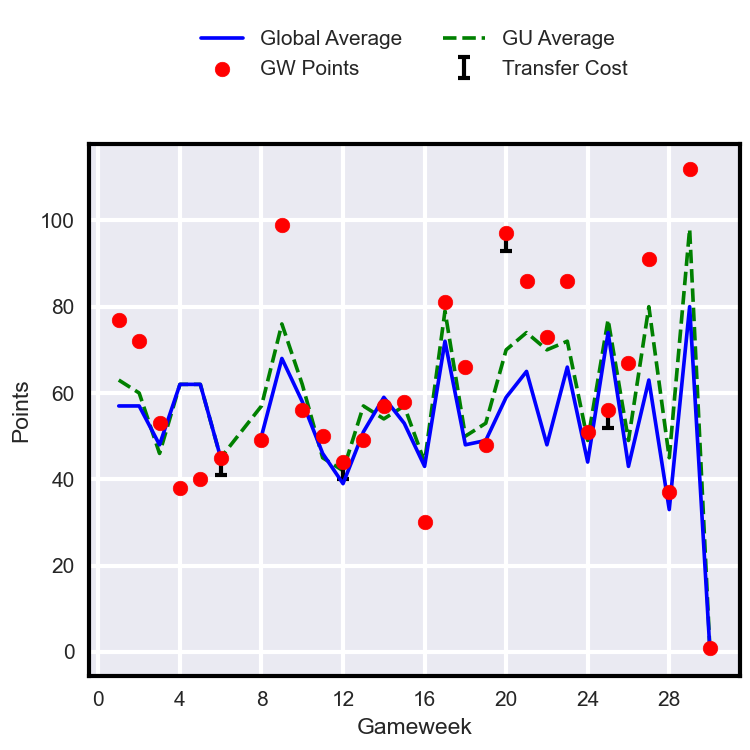 Global Average
GU Average
GW Points
Transfer Cost
100
80
60
40
20
0
Points
0 4 8 12 16 20 24 28
Gameweek